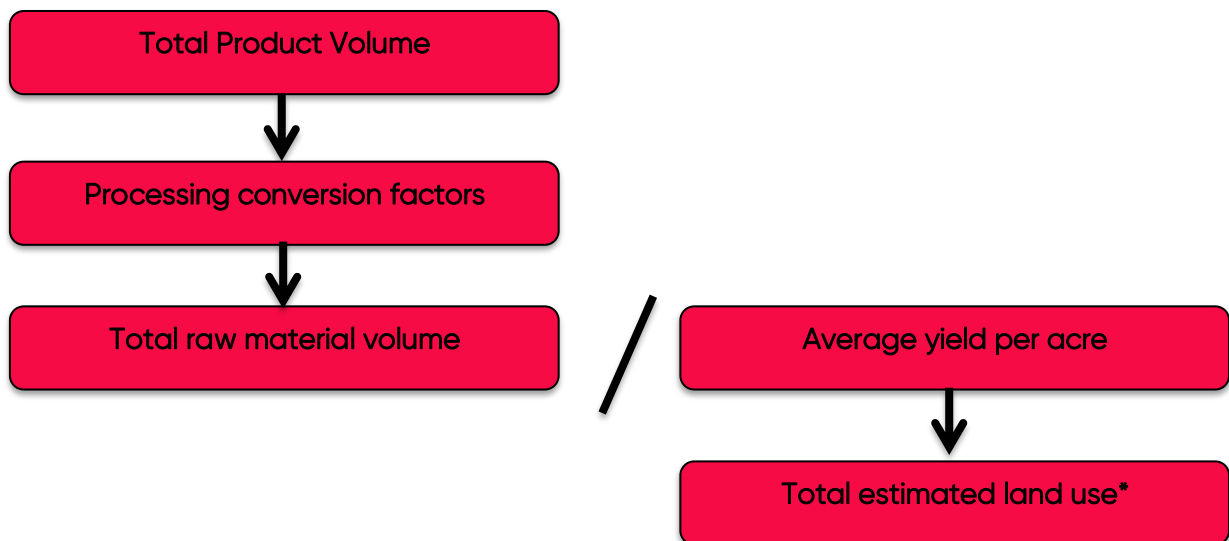 Total Product Volume
Processing conversion factors
Total raw material volume
/
Average yield per acre
Total estimated land use*